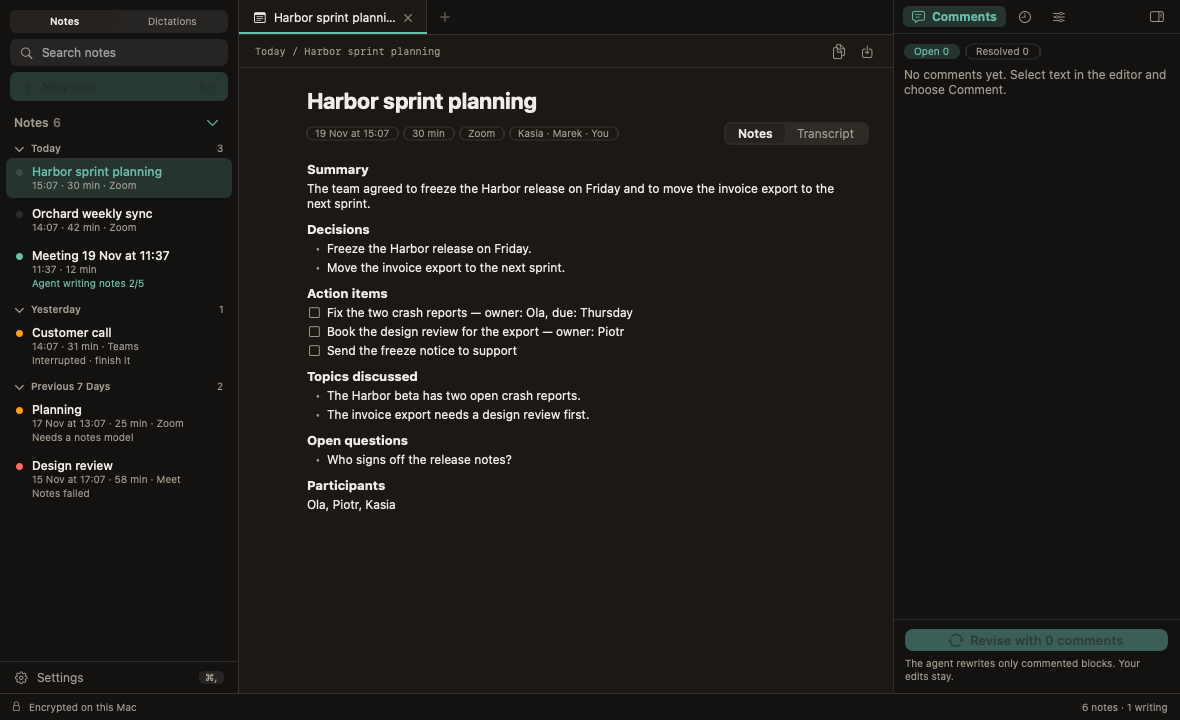 Notes
Dictations
Search notes
+ New note ⌘N
Notes 6
Today 3
Harbor sprint planning
15:07 · 30 min · Zoom
Orchard weekly sync
14:07 · 42 min · Zoom
Meeting 19 Nov at 11:37
11:37 · 12 min
Agent writing notes 2/5
Yesterday 1
Customer call
14:07 · 31 min · Teams
Interrupted · finish it
Previous 7 Days 2
Planning
17 Nov at 13:07 · 25 min · Zoom
Needs a notes model
Design review
15 Nov at 17:07 · 58 min · Meet
Notes failed
Settings ⌘,
Harbor sprint planni...
Today / Harbor sprint planning
Harbor sprint planning
19 Nov at 15:07 30 min Zoom Kasia · Marek · You
Notes Transcript
Summary
The team agreed to freeze the Harbor release on Friday and to move the invoice export to the
next sprint.
Decisions
• Freeze the Harbor release on Friday.
• Move the invoice export to the next sprint.
Action items
Fix the two crash reports — owner: Ola, due: Thursday
Book the design review for the export — owner: Piotr
Send the freeze notice to support
Topics discussed
• The Harbor beta has two open crash reports.
• The invoice export needs a design review first.
Open questions
• Who signs off the release notes?
Participants
Ola, Piotr, Kasia
Comments
Open 0 Resolved 0
No comments yet. Select text in the editor and
choose Comment.
Revise with 0 comments
The agent rewrites only commented blocks. Your
edits stay.
Encrypted on this Mac
6 notes · 1 writing